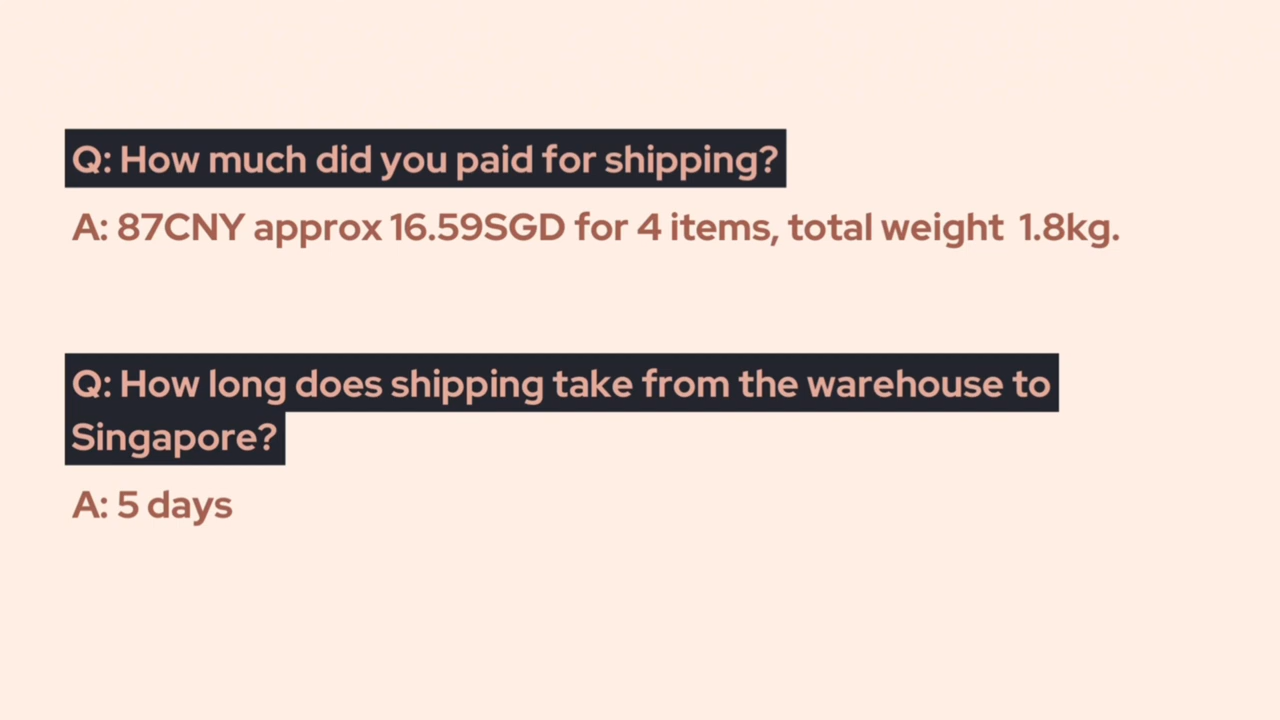 Q: How much did you paid for shipping?
A: 87CNY approx 16.59SGD for 4 items, total weight 1.8kg.
Q: How long does shipping take from the warehouse to
Singapore?
A: 5 days